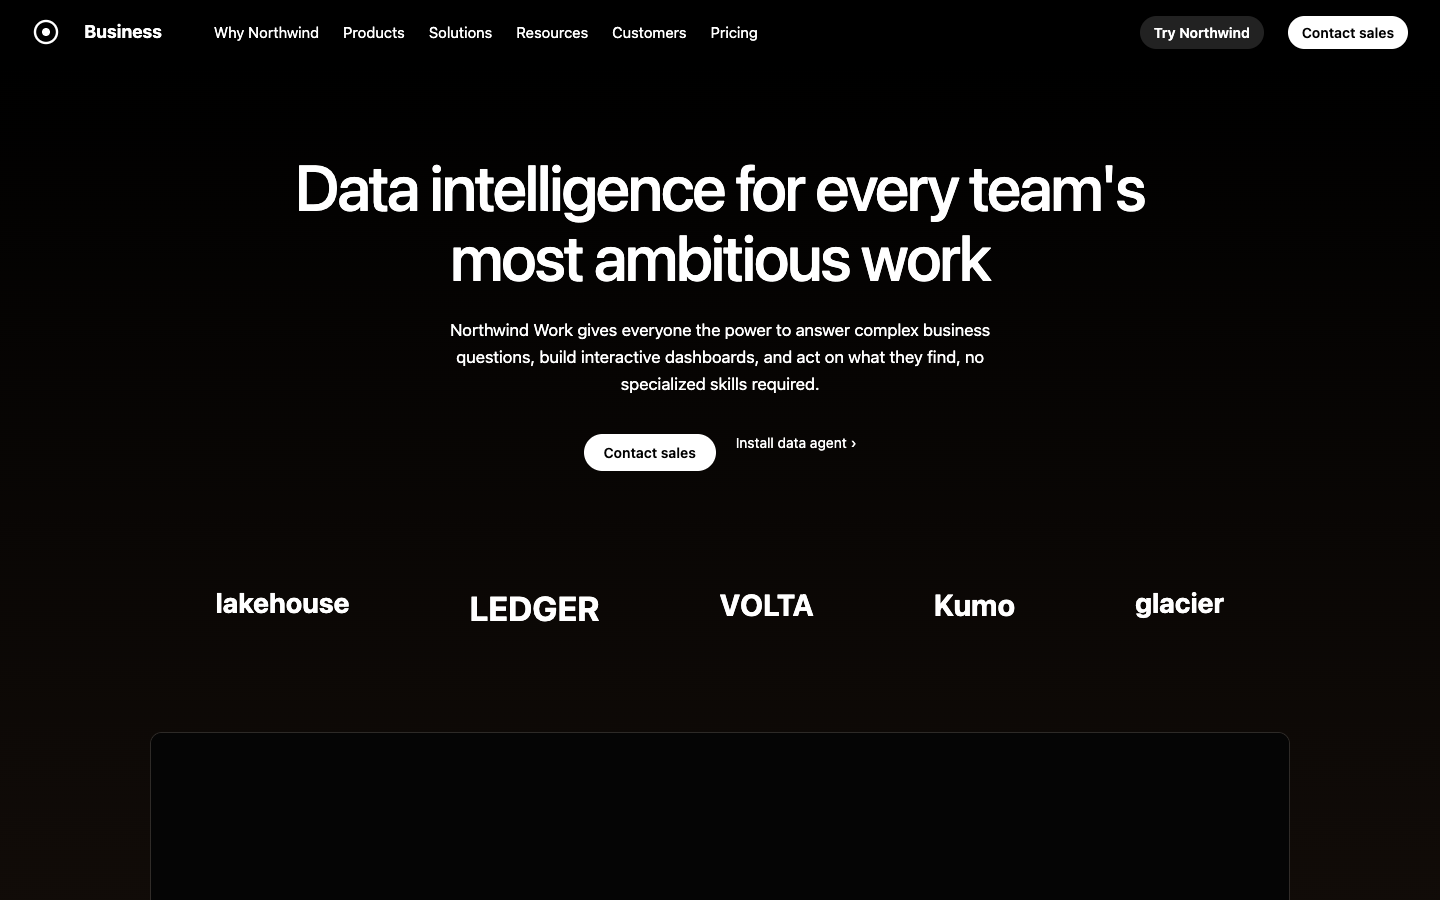 Business
Why Northwind
Products
Solutions
Resources
Customers
Pricing
Try Northwind
Contact sales
Data intelligence for every team's
most ambitious work
Northwind Work gives everyone the power to answer complex business
questions, build interactive dashboards, and act on what they find, no
specialized skills required.
Contact sales
Install data agent ›
lakehouse
LEDGER
VOLTA
Kumo
glacier